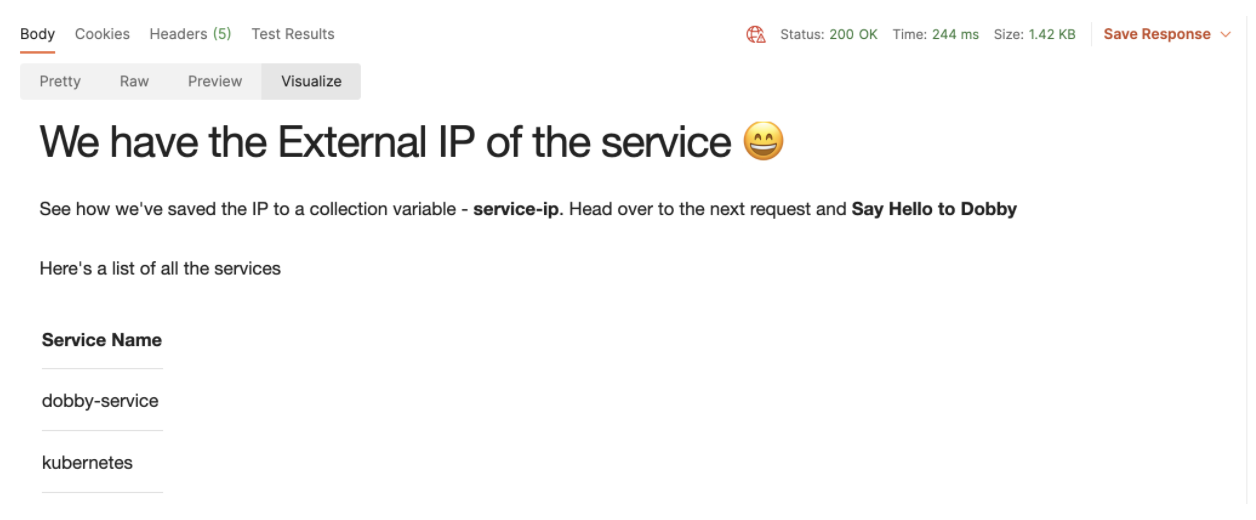 Body Cookies Headers (5) Test Results Status: 200 OK Time: 244 ms Size: 1.42 KB Save Response
Pretty Raw Preview Visualize
We have the External IP of the service 😄
See how we've saved the IP to a collection variable - service-ip. Head over to the next request and Say Hello to Dobby
Here's a list of all the services
Service Name
dobby-service
kubernetes